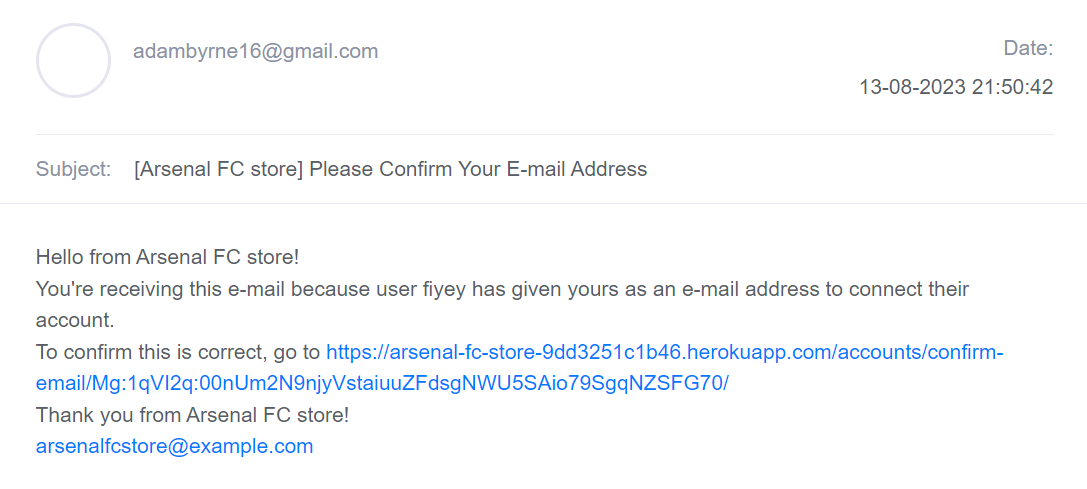 adambyrne16@gmail.com
Date:
13-08-2023 21:50:42
Subject: [Arsenal FC store] Please Confirm Your E-mail Address
Hello from Arsenal FC store!
You're receiving this e-mail because user fiyey has given yours as an e-mail address to connect their
account.
To confirm this is correct, go to https://arsenal-fc-store-9dd3251c1b46.herokuapp.com/accounts/confirm-
email/Mg:1qVI2q:00nUm2N9njyVstaiuuZFdsgNWU5SAio79SgqNZSFG70/
Thank you from Arsenal FC store!
arsenalfcstore@example.com